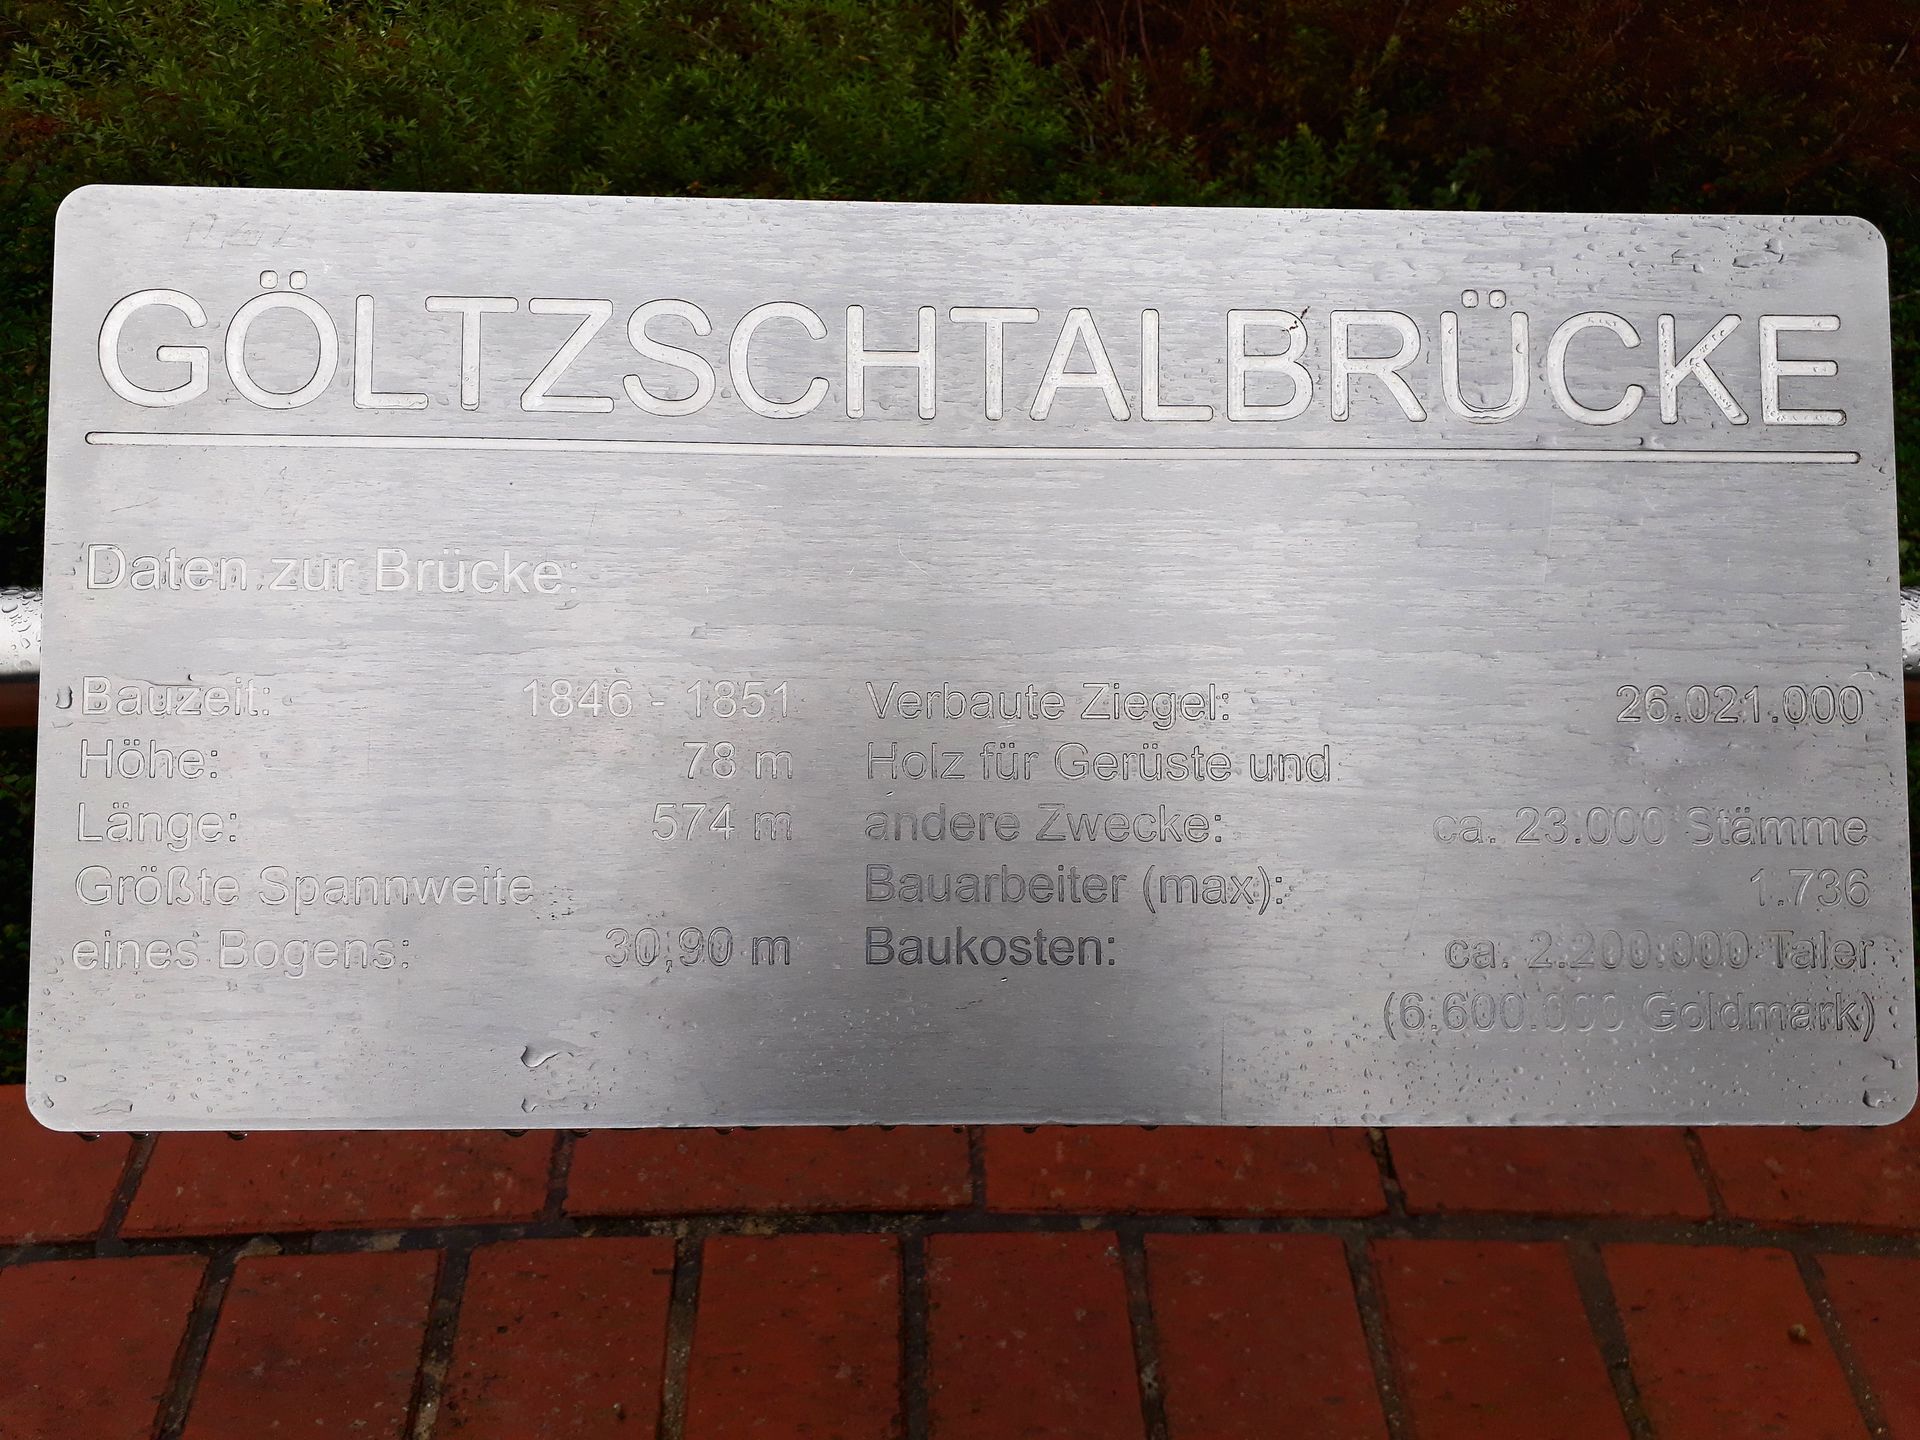 GÖLTZSCHTALBRÜCKE
Daten zur Brücke:
Bauzeit: 1846 - 1851
Höhe: 78 m
Länge: 574 m
Größte Spannweite
eines Bogens: 30,90 m
Verbaute Ziegel: 26.021.000
Holz für Gerüste und
andere Zwecke: ca. 23.000 Stämme
Bauarbeiter (max): 1.736
Baukosten: ca. 2.200.000 Taler
(6.600.000 Goldmark)